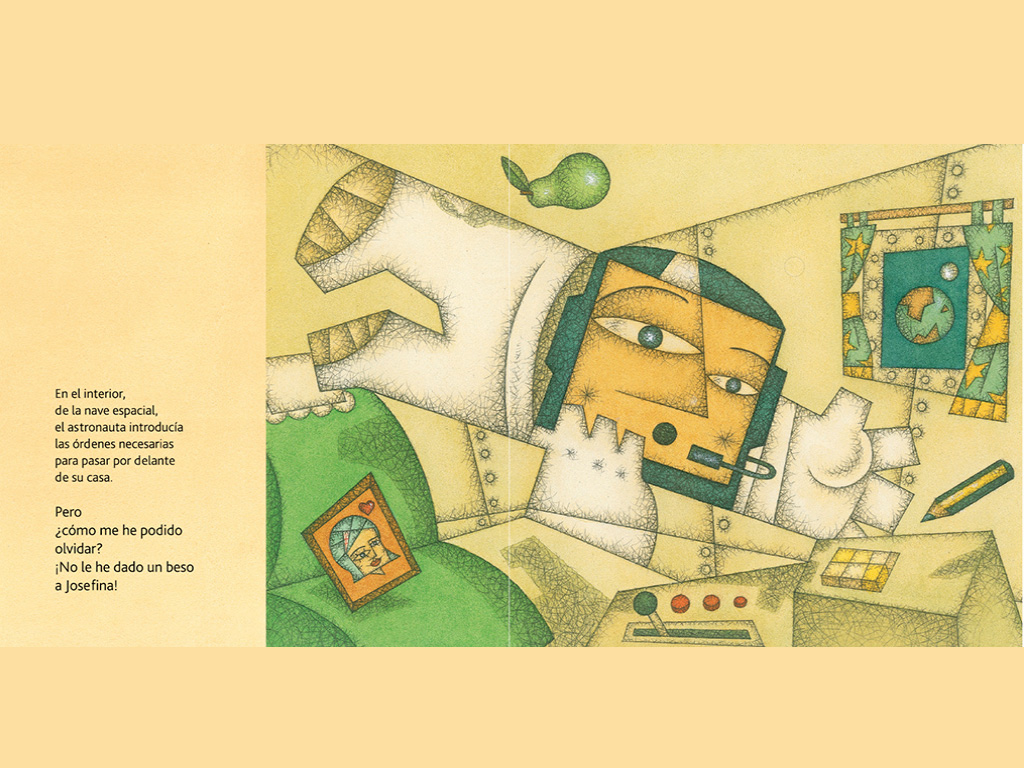 En el interior,
de la nave espacial,
el astronauta introducía
las órdenes necesarias
para pasar por delante
de su casa.
Pero
¿cómo me he podido
olvidar?
¡No le he dado un beso
a Josefina!